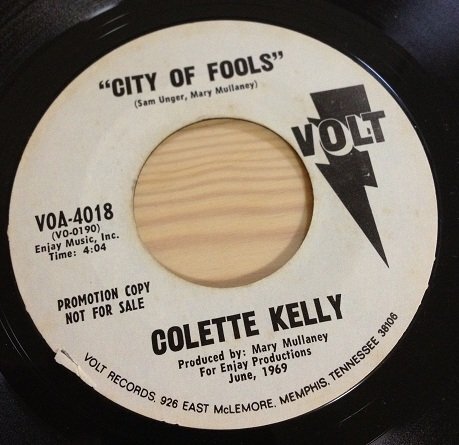 "CITY OF FOOLS"
(Sam Unger, Mary Mullaney)
VOLT
VOA-4018
(VO-0190)
Enjay Music, Inc.
Time: 4:04
PROMOTION COPY
NOT FOR SALE
COLETTE KELLY
Produced by: Mary Mullaney
For Enjay Productions
June, 1969
VOLT RECORDS, 926 EAST McLEMORE, MEMPHIS, TENNESSEE 38106